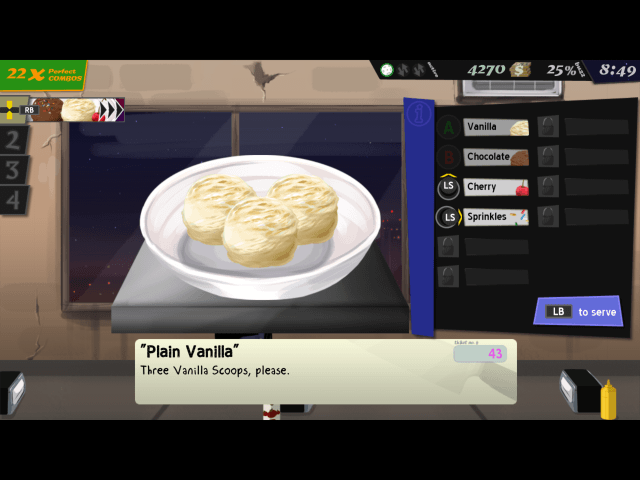 22 x Perfect COMBOS
4270 25% buzz 8:49
RB
2
3
4
A Vanilla
B Chocolate
LS Cherry
LS Sprinkles
LB to serve
"Plain Vanilla"
43
Three Vanilla Scoops, please.